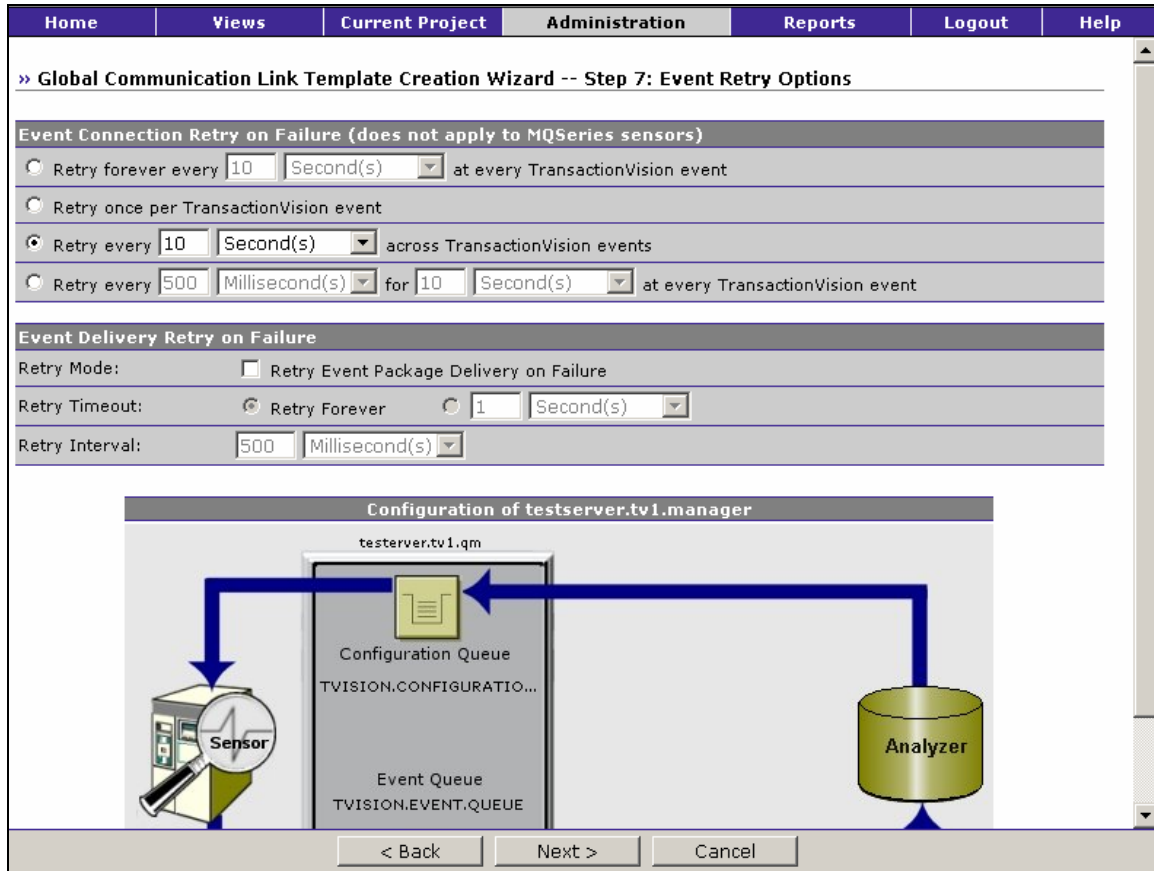 Home Views Current Project Administration Reports Logout Help
» Global Communication Link Template Creation Wizard -- Step 7: Event Retry Options
Event Connection Retry on Failure (does not apply to MQSeries sensors)
Retry forever every 10 Second(s) at every TransactionVision event
Retry once per TransactionVision event
Retry every 10 Second(s) across TransactionVision events
Retry every 500 Millisecond(s) for 10 Second(s) at every TransactionVision event
Event Delivery Retry on Failure
Retry Mode: Retry Event Package Delivery on Failure
Retry Timeout: Retry Forever 1 Second(s)
Retry Interval: 500 Millisecond(s)
Configuration of testserver.tv1.manager
testerver.tv1.qm
Configuration Queue
TVISION.CONFIGURATIO...
Sensor
Analyzer
Event Queue
TVISION.EVENT.QUEUE
< Back Next > Cancel